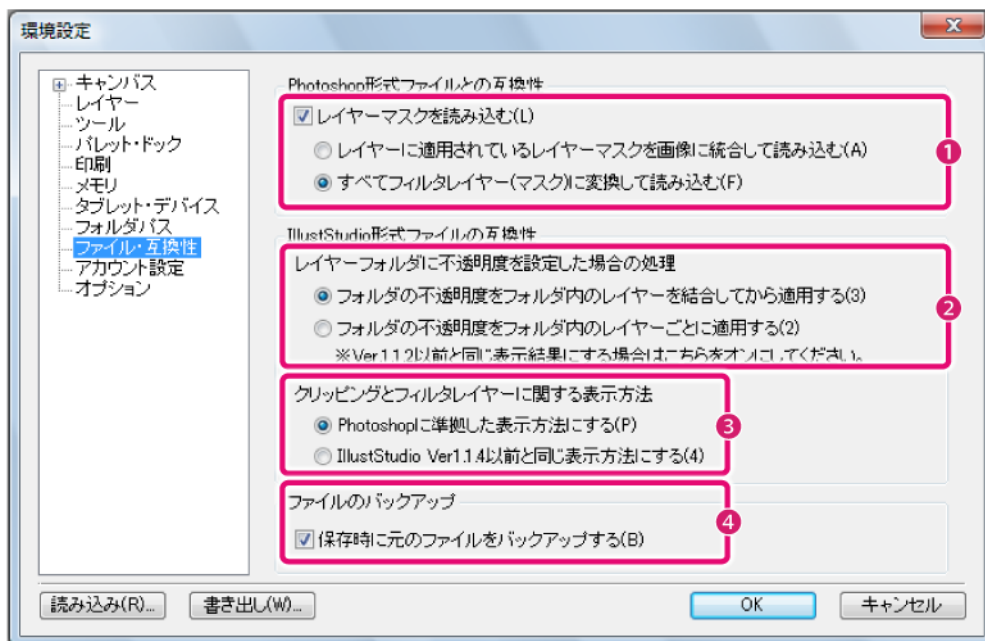 環境設定
キャンバス
レイヤー
ツール
パレット・ドック
印刷
メモリ
タブレット・デバイス
フォルダパス
ファイル・互換性
アカウント設定
オプション
Photoshop形式ファイルとの互換性
レイヤーマスクを読み込む(L)
レイヤーに適用されているレイヤーマスクを画像に統合して読み込む(A)
すべてフィルタレイヤー(マスク)に変換して読み込む(F)
1
IllustStudio形式ファイルの互換性
レイヤーフォルダに不透明度を設定した場合の処理
フォルダの不透明度をフォルダ内のレイヤーを結合してから適用する(3)
フォルダの不透明度をフォルダ内のレイヤーごとに適用する(2)
※Ver.1.1.2以前と同じ表示結果にする場合はこちらをオンにしてください。
2
クリッピングとフィルタレイヤーに関する表示方法
Photoshopに準拠した表示方法にする(P)
IllustStudio Ver1.1.4以前と同じ表示方法にする(4)
3
ファイルのバックアップ
保存時に元のファイルをバックアップする(B)
4
読み込み(R)...
書き出し(W)...
OK
キャンセル